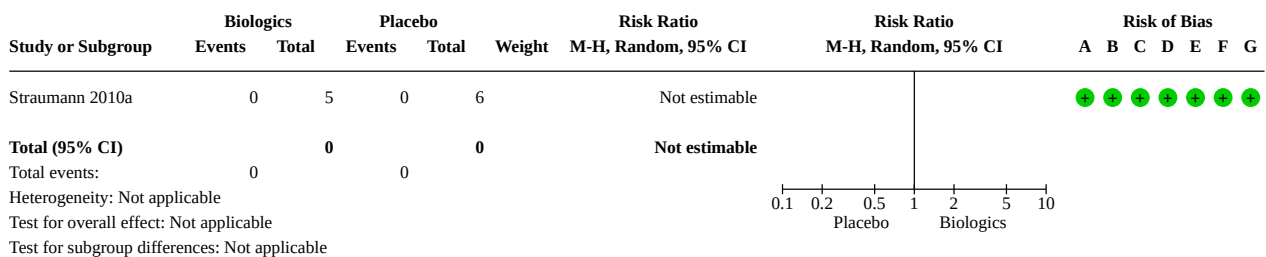 Biologics Placebo Risk Ratio Risk Ratio Risk of Bias
Study or Subgroup Events Total Events Total Weight M-H, Random, 95% CI M-H, Random, 95% CI A B C D E F G
Straumann 2010a 0 5 0 6 Not estimable + + + + + + +
Total (95% CI) 0 0 Not estimable
Total events: 0 0
Heterogeneity: Not applicable
0.1 0.2 0.5 1 2 5 10
Test for overall effect: Not applicable Placebo Biologics
Test for subgroup differences: Not applicable